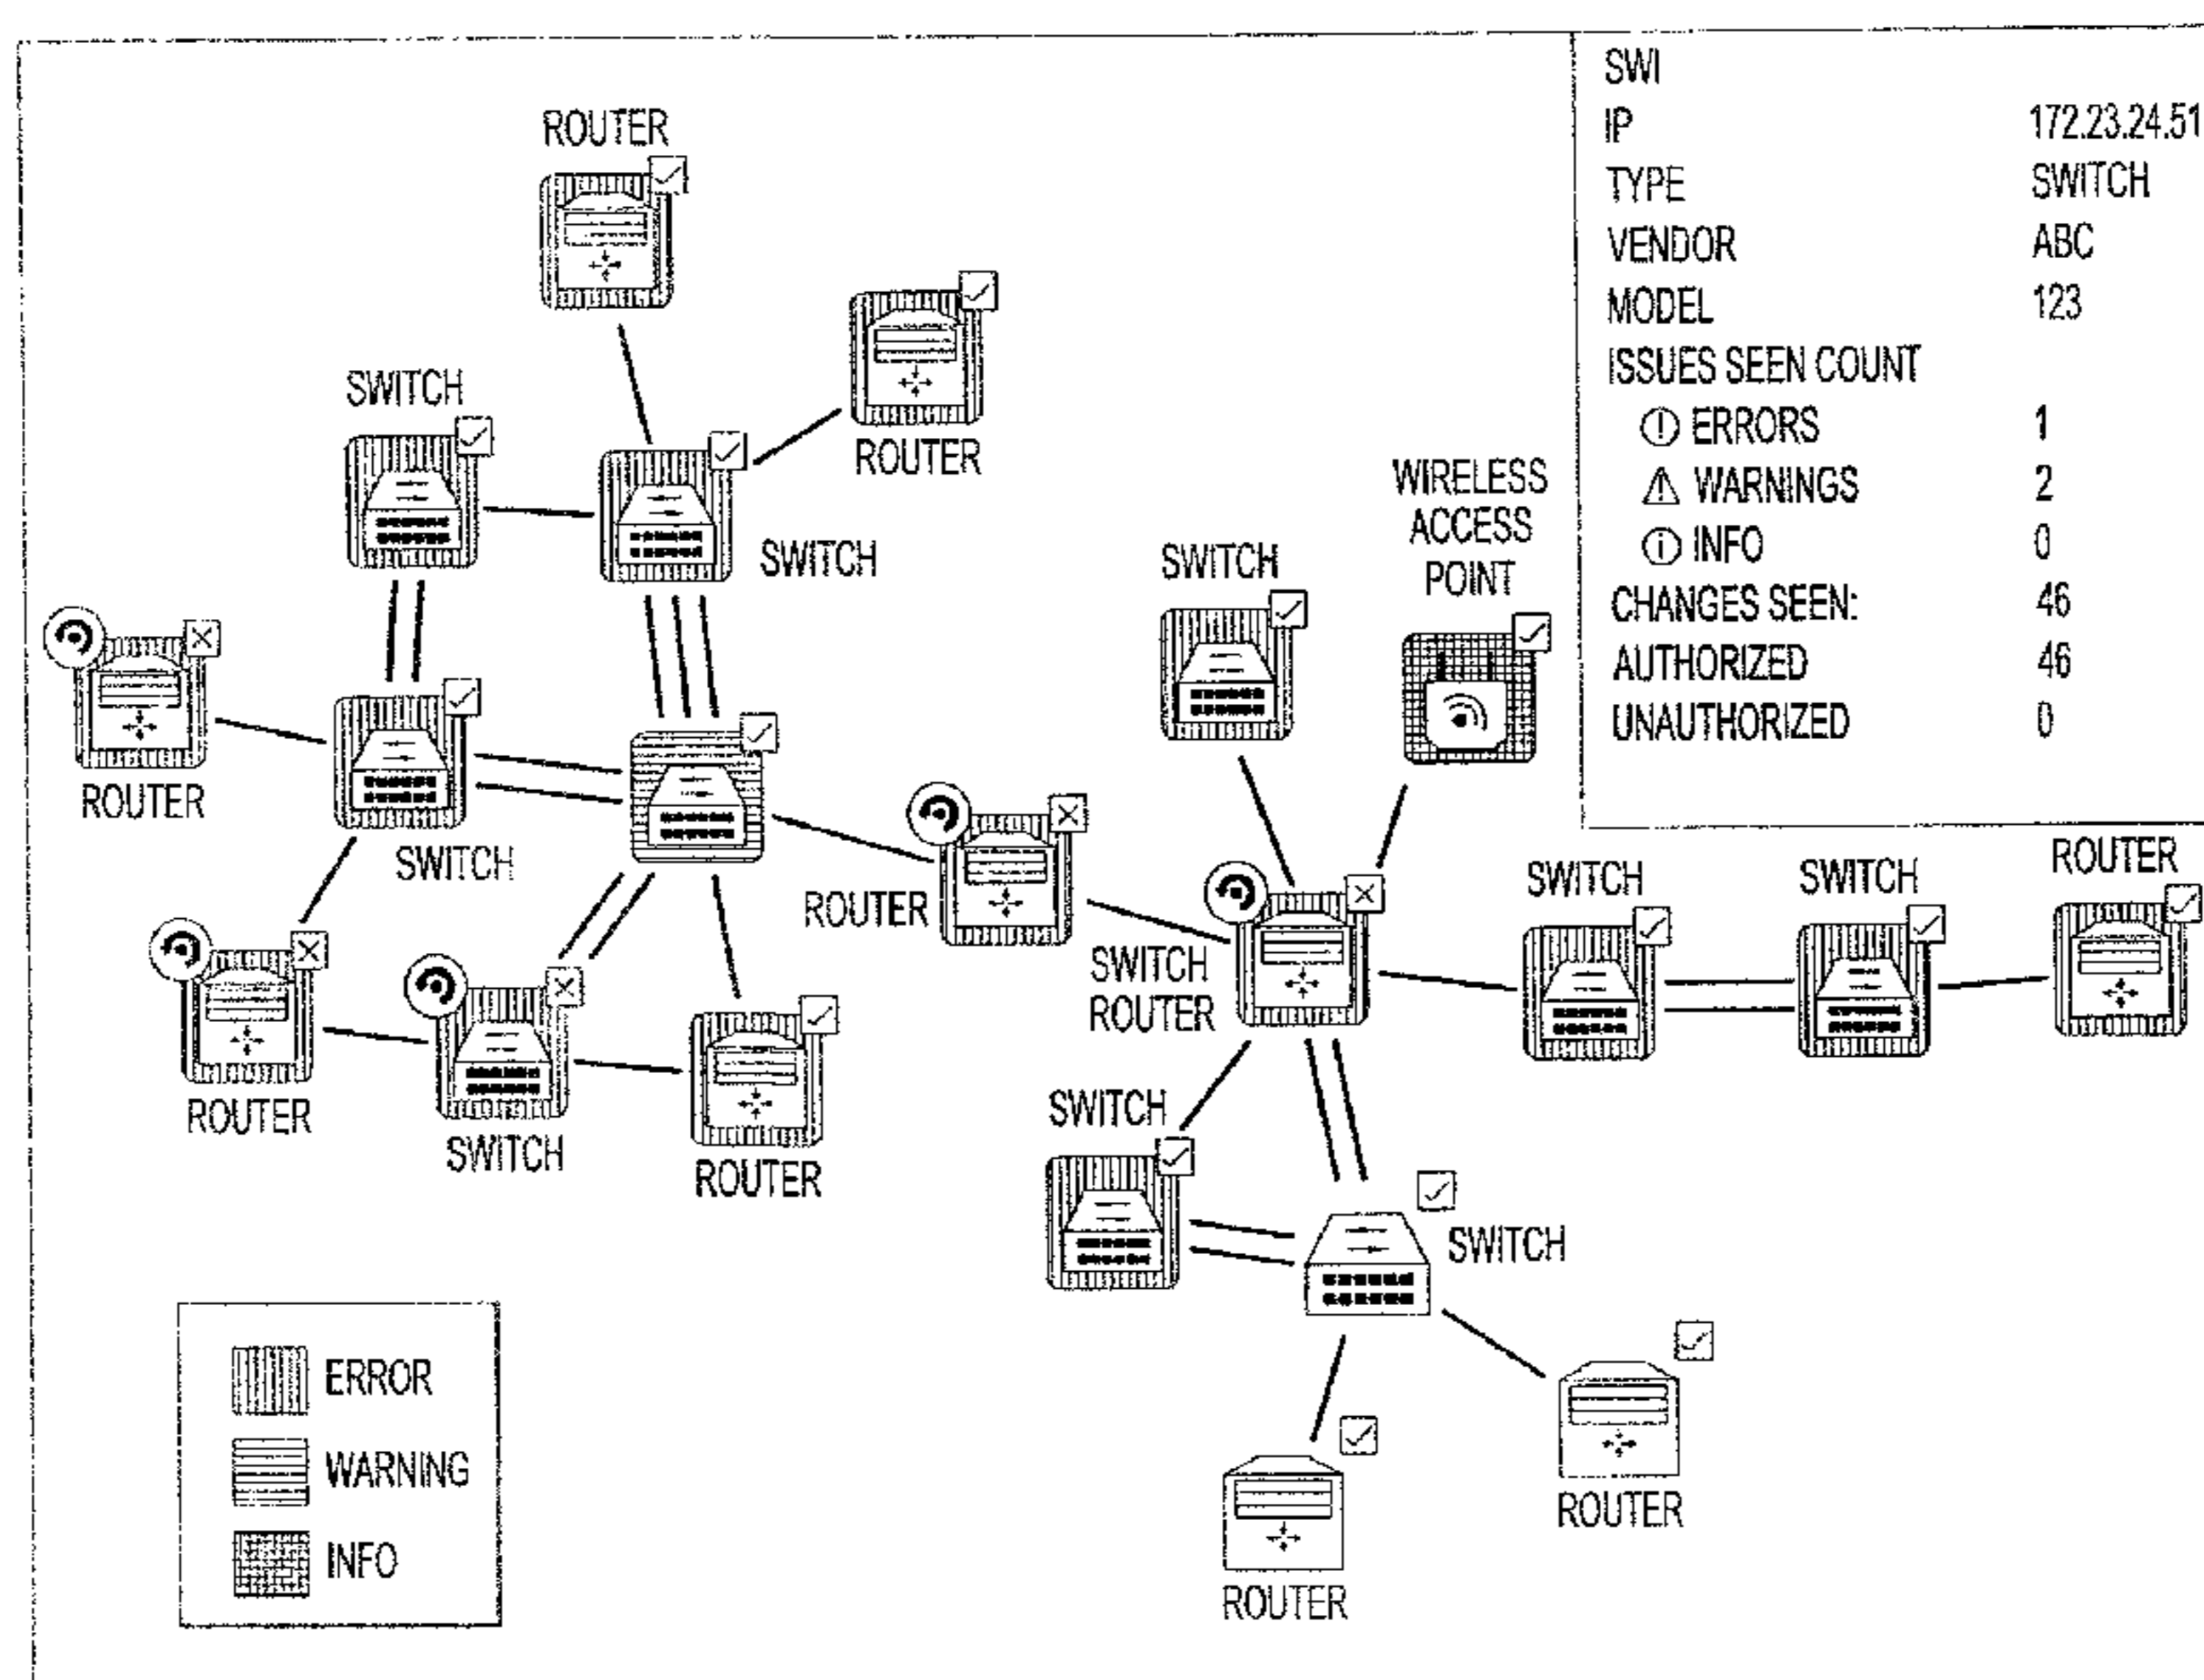 SWI
IP 172.23.24.51
TYPE SWITCH
VENDOR ABC
MODEL 123
ISSUES SEEN COUNT
ERRORS 1
WARNINGS 2
INFO 0
CHANGES SEEN: 46
AUTHORIZED 46
UNAUTHORIZED 0
ROUTER
ROUTER
SWITCH
SWITCH
WIRELESS
ACCESS
POINT
SWITCH
ROUTER
SWITCH
ROUTER
SWITCH
ROUTER
SWITCH
SWITCH
ROUTER
SWITCH
ROUTER
ROUTER
SWITCH
ROUTER
SWITCH
SWITCH
ROUTER
ROUTER
ERROR
WARNING
INFO